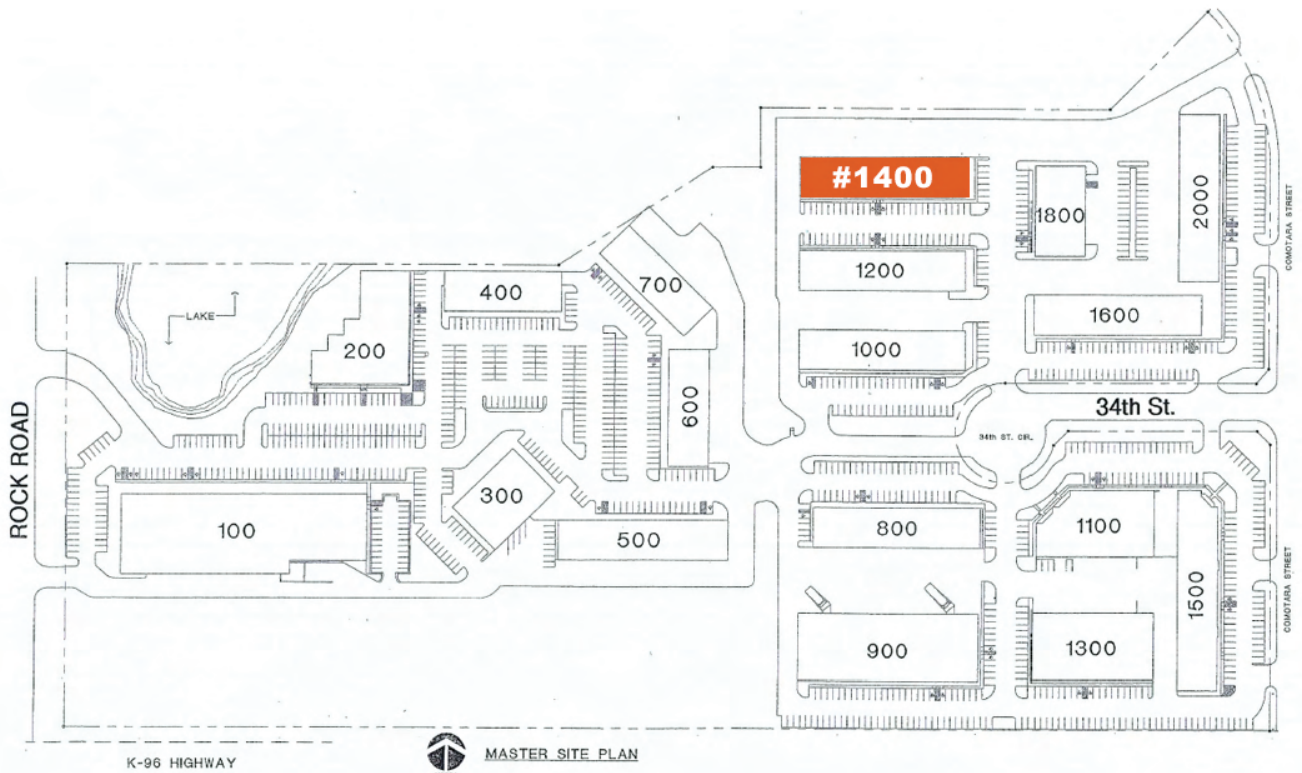 #1400
1800
2000
COMOTARA STREET
1200
700
400
LAKE
1600
200
1000
600
34th St.
34th ST. CIR.
ROCK ROAD
300
100
500
800
1100
1500
COMOTARA STREET
900
1300
MASTER SITE PLAN
K-96 HIGHWAY